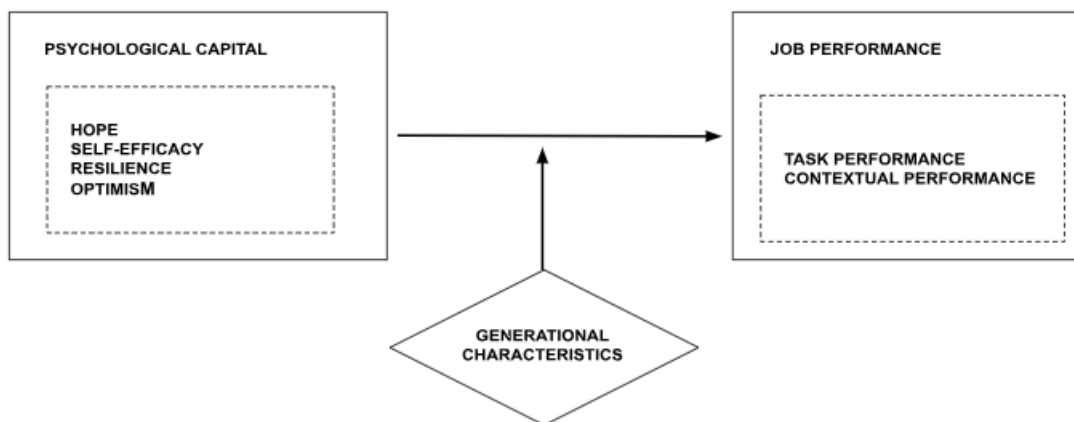 PSYCHOLOGICAL CAPITAL
HOPE
SELF-EFFICACY
RESILIENCE
OPTIMISM
JOB PERFORMANCE
TASK PERFORMANCE
CONTEXTUAL PERFORMANCE
GENERATIONAL
CHARACTERISTICS